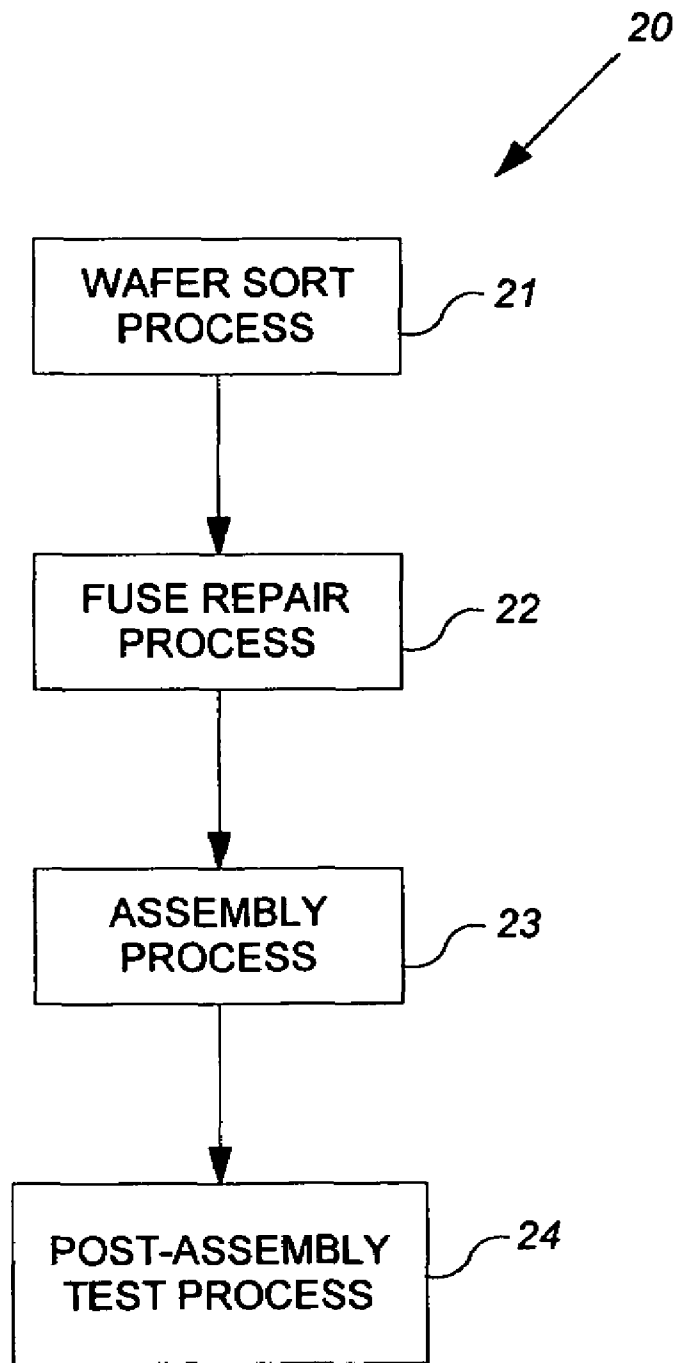 20
WAFER SORT
PROCESS
21
FUSE REPAIR
PROCESS
22
ASSEMBLY
PROCESS
23
POST-ASSEMBLY
TEST PROCESS
24